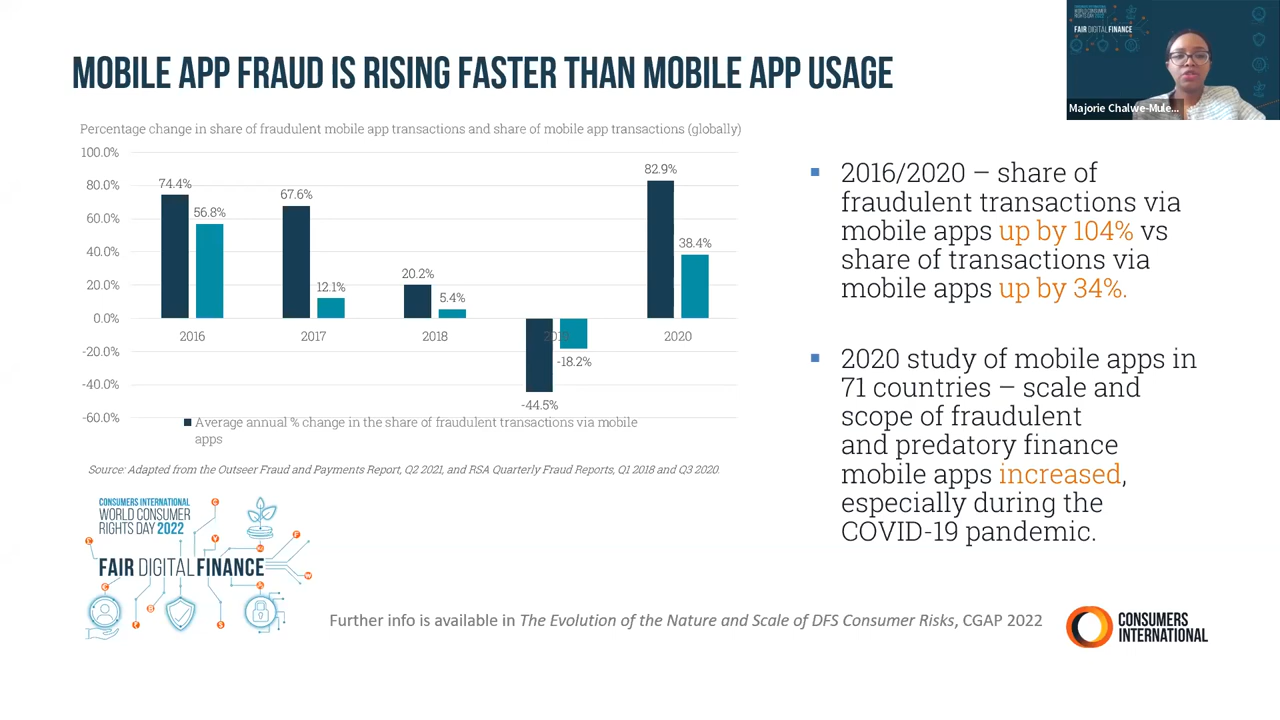 MOBILE APP FRAUD IS RISING FASTER THAN MOBILE APP USAGE
CONSUMERS INTERNATIONAL
WORLD CONSUMER
RIGHTS DAY 2022
FAIR DIGITAL FINANCE
Majorie Chalwe-Mule...
Percentage change in share of fraudulent mobile app transactions and share of mobile app transactions (globally)
100.0%
80.0%
60.0%
40.0%
20.0%
0.0%
-20.0%
-40.0%
-60.0%
74.4%
56.8%
67.6%
12.1%
20.2%
5.4%
-44.5%
-18.2%
82.9%
38.4%
2016
2017
2018
2019
2020
Average annual % change in the share of fraudulent transactions via mobile
apps
Source: Adapted from the Outseer Fraud and Payments Report, Q2 2021, and RSA Quarterly Fraud Reports, Q1 2018 and Q3 2020.
2016/2020 – share of
fraudulent transactions via
mobile apps up by 104% vs
share of transactions via
mobile apps up by 34%.
2020 study of mobile apps in
71 countries – scale and
scope of fraudulent
and predatory finance
mobile apps increased,
especially during the
COVID-19 pandemic.
CONSUMERS INTERNATIONAL
WORLD CONSUMER
RIGHTS DAY 2022
FAIR DIGITAL FINANCE
Further info is available in The Evolution of the Nature and Scale of DFS Consumer Risks, CGAP 2022
CONSUMERS
INTERNATIONAL